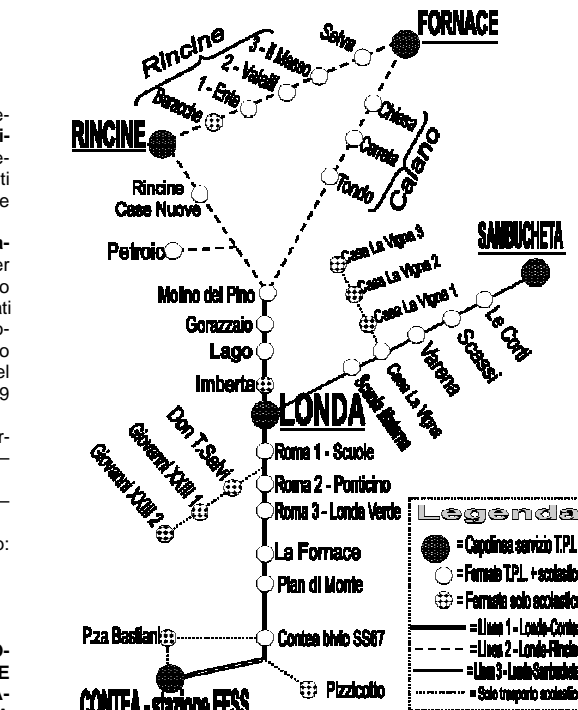 FORNACE
Selva
3 - Il Masso
2 - Valalli
1 - Ente
Baracche
Rincine
RINCINE
Chiesa
Tondo
Caiano
Rincine
Case Nuove
Petroio
SAMBUCHETA
Casa La Vigna 3
Casa La Vigna 2
Casa La Vigna 1
Molino del Pino
Gorazzaio
Lago
Imberta
Le Corti
Scassi
Varena
Casa La Vigna
LONDA
Don T.Salvi
Giovanni XXIII 1
Giovanni XXIII 2
Roma 1 - Scuole
Roma 2 - Ponticino
Roma 3 - Londa Verde
La Fornace
Pian di Monte
P.za Bastiani
Contea bivio SS67
Pizzicotto
CONTEA - stazione FFSS
Legenda
= Capolinea servizio T.P.L.
= Fermate T.P.L. + scolastico
= Fermate solo scolastico
= Linea 1 - Londa-Contea
= Linea 2 - Londa-Rincine
= Linea 3 - Londa-Sambucheta
= Solo trasporto scolastico